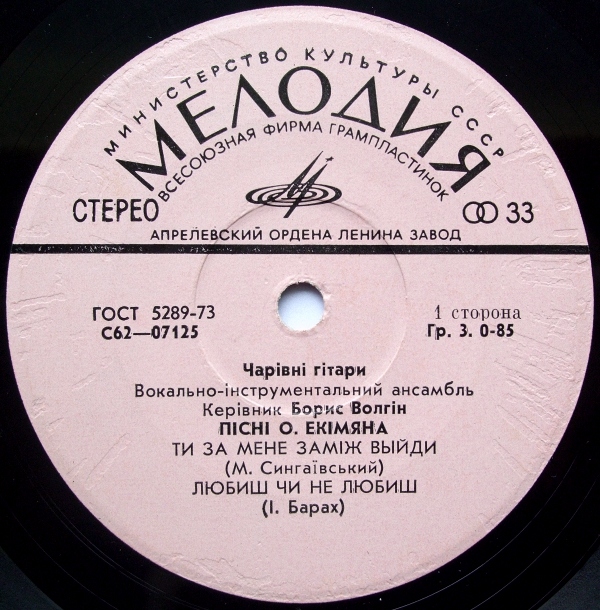 МИНИСТЕРСТВО КУЛЬТУРЫ СССР
МЕЛОДИЯ
ВСЕСОЮЗНАЯ ФИРМА ГРАМПЛАСТИНОК
СТЕРЕО
33
АПРЕЛЕВСКИЙ ОРДЕНА ЛЕНИНА ЗАВОД
ГОСТ 5289-73
1 сторона
С62—07125
Гр. 3. 0-85
Чарівні гітари
Вокально-інструментальний ансамбль
Керівник Борис Волгін
ПІСНІ О. ЕКІМЯНА
ТИ ЗА МЕНЕ ЗАМІЖ ВЫЙДИ
(М. Сингаївський)
ЛЮБИШ ЧИ НЕ ЛЮБИШ
(І. Барах)